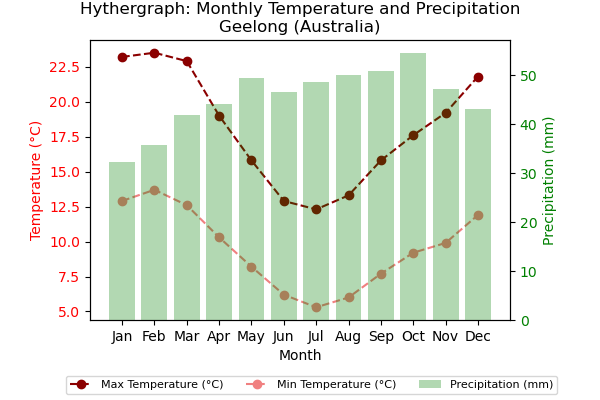 Hythergraph: Monthly Temperature and Precipitation
Geelong (Australia)
Temperature (°C)
22.5
20.0
17.5
15.0
12.5
10.0
7.5
5.0
50
40
30
20
10
0
Precipitation (mm)
Jan Feb Mar Apr May Jun Jul Aug Sep Oct Nov Dec
Month
Max Temperature (°C) Min Temperature (°C) Precipitation (mm)